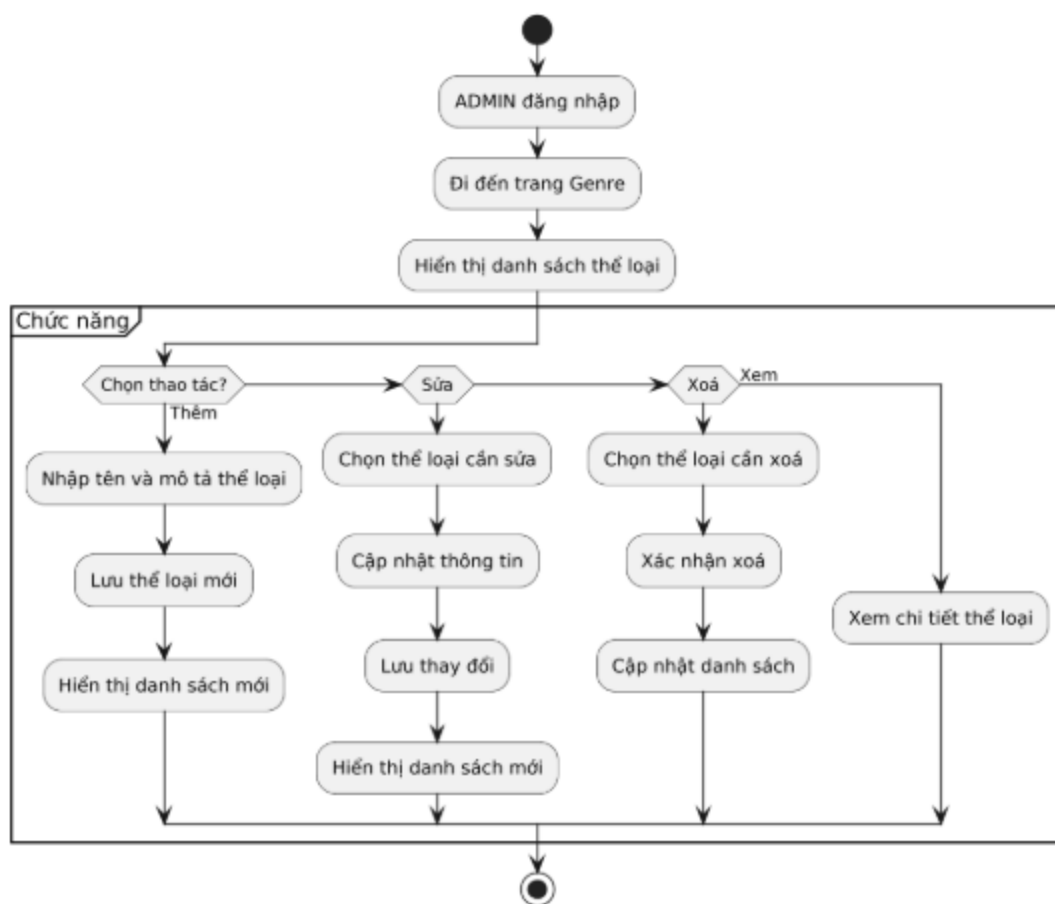 ADMIN đăng nhập
Đi đến trang Genre
Hiển thị danh sách thể loại
Chức năng
Chọn thao tác?
Thêm
Nhập tên và mô tả thể loại
Lưu thể loại mới
Hiển thị danh sách mới
Sửa
Chọn thể loại cần sửa
Cập nhật thông tin
Lưu thay đổi
Hiển thị danh sách mới
Xoá
Chọn thể loại cần xoá
Xác nhận xoá
Cập nhật danh sách
Xem
Xem chi tiết thể loại